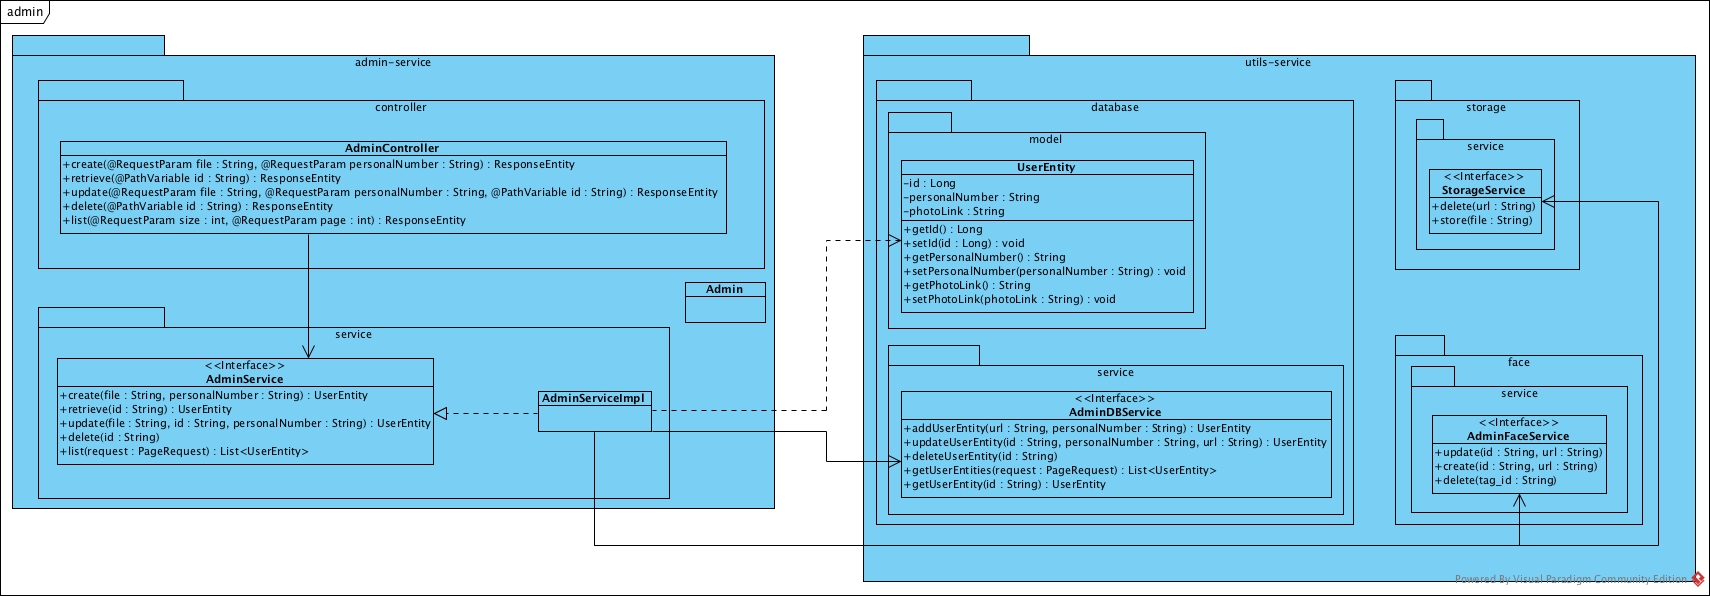 admin
admin-service
controller
AdminController
+create(@RequestParam file : String, @RequestParam personalNumber : String) : ResponseEntity
+retrieve(@PathVariable id : String) : ResponseEntity
+update(@RequestParam file : String, @RequestParam personalNumber : String, @PathVariable id : String) : ResponseEntity
+delete(@PathVariable id : String) : ResponseEntity
+list(@RequestParam size : int, @RequestParam page : int) : ResponseEntity
Admin
service
<<Interface>>
AdminService
+create(file : String, personalNumber : String) : UserEntity
+retrieve(id : String) : UserEntity
+update(file : String, id : String, personalNumber : String) : UserEntity
+delete(id : String)
+list(request : PageRequest) : List<UserEntity>
AdminServiceImpl
utils-service
database
model
UserEntity
-id : Long
-personalNumber : String
-photoLink : String
+getId() : Long
+setId(id : Long) : void
+getPersonalNumber() : String
+setPersonalNumber(personalNumber : String) : void
+getPhotoLink() : String
+setPhotoLink(photoLink : String) : void
service
<<Interface>>
AdminDBService
+addUserEntity(url : String, personalNumber : String) : UserEntity
+updateUserEntity(id : String, personalNumber : String, url : String) : UserEntity
+deleteUserEntity(id : String)
+getUserEntities(request : PageRequest) : List<UserEntity>
+getUserEntity(id : String) : UserEntity
storage
service
<<Interface>>
StorageService
+delete(url : String)
+store(file : String)
face
service
<<Interface>>
AdminFaceService
+update(id : String, url : String)
+create(id : String, url : String)
+delete(tag_id : String)
Powered By Visual Paradigm Community Edition